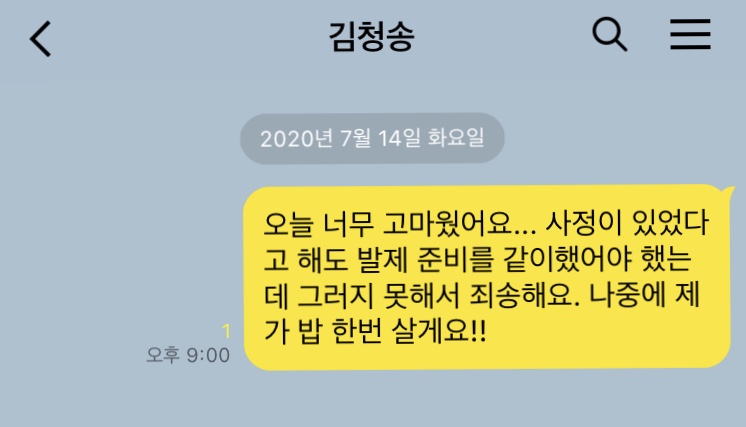 김청송
2020년 7월 14일 화요일
오늘 너무 고마웠어요... 사정이 있었다
고 해도 발제 준비를 같이했어야 했는
데 그러지 못해서 죄송해요. 나중에 제
가 밥 한번 살게요!!
1
오후 9:00